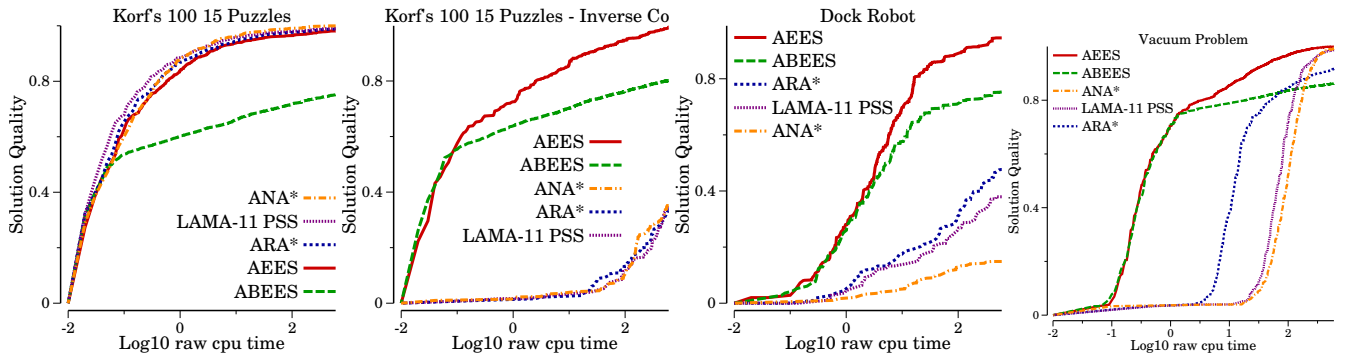 Korf's 100 15 Puzzles
Solution Quality
0.8
0.4
0
ANA*
LAMA-11 PSS
ARA*
AEES
ABEES
-2
0
2
Log10 raw cpu time
Korf's 100 15 Puzzles - Inverse Co
Solution Quality
0.8
0.4
0
AEES
ABEES
ANA*
ARA*
LAMA-11 PSS
-2
0
2
Log10 raw cpu time
Dock Robot
Solution Quality
0.8
0.4
0
AEES
ABEES
ARA*
LAMA-11 PSS
ANA*
-2
0
2
Log10 raw cpu time
Vacuum Problem
Solution Quality
0.8
0.4
0
AEES
ABEES
ANA*
LAMA-11 PSS
ARA*
-2
-1
0
1
2
Log10 raw cpu time